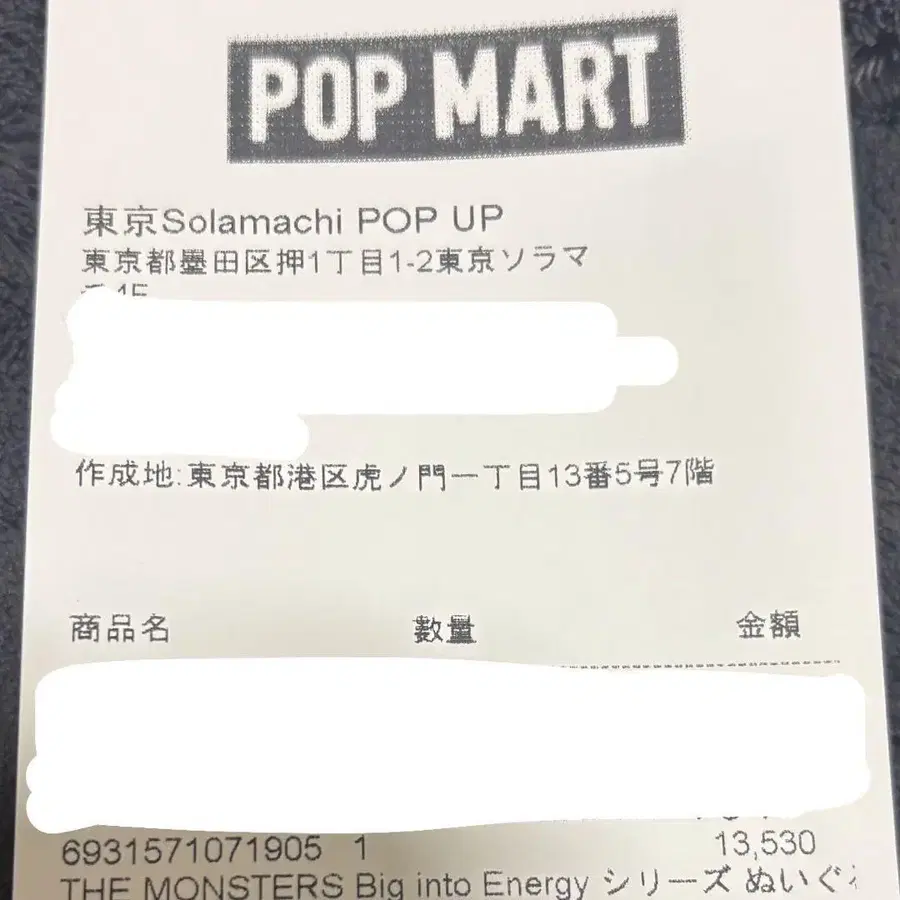 POP MART
東京Solamachi POP UP
東京都墨田区押1丁目1-2東京ソラマ
作成地:東京都港区虎ノ門一丁目13番5号7階
商品名 数量 金額
6931571071905 1 13,530
THE MONSTERS Big into Energy シリーズ ぬいぐ